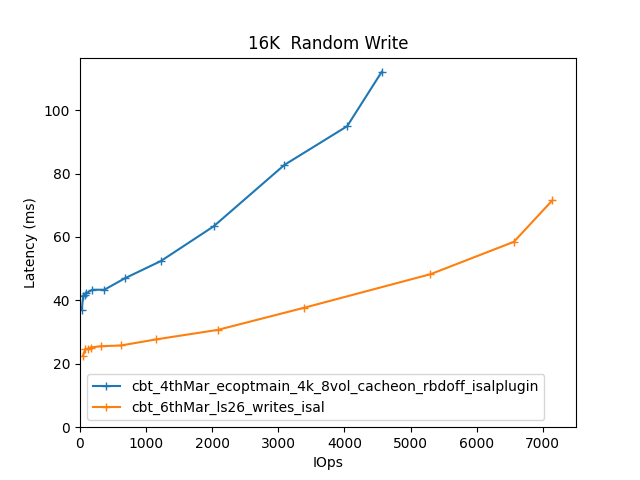 16K  Random Write
Latency (ms)
100
80
60
40
20
0
cbt_4thMar_ecoptmain_4k_8vol_cacheon_rbdoff_isalplugin
cbt_6thMar_ls26_writes_isal
0 1000 2000 3000 4000 5000 6000 7000
IOps